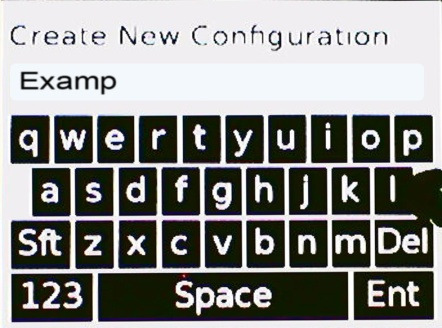 Create New Configuration
Examp
q w e r t y u i o p
a s d f g h j k l
Sft z x c v b n m Del
123 Space Ent